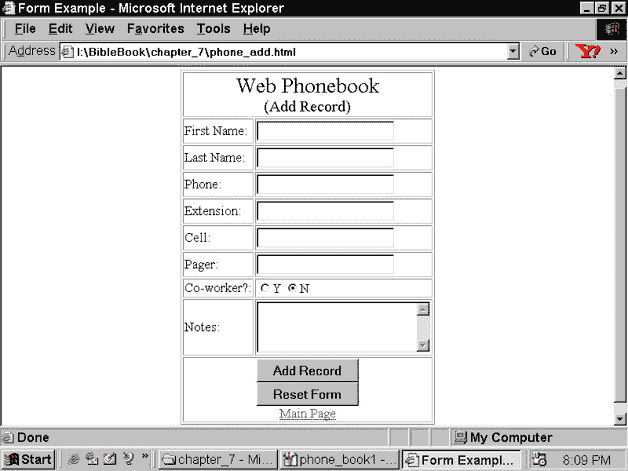 Form Example - Microsoft Internet Explorer
File Edit View Favorites Tools Help
Address I:\BibleBook\chapter_7\phone_add.html Go Y! »
Web Phonebook
(Add Record)
First Name:
Last Name:
Phone:
Extension:
Cell:
Pager:
Co-worker?: Y N
Notes:
Add Record
Reset Form
Main Page
Done My Computer
Start » chapter_7 - Mi... phone_book1 -... Form Exampl... 8:09 PM